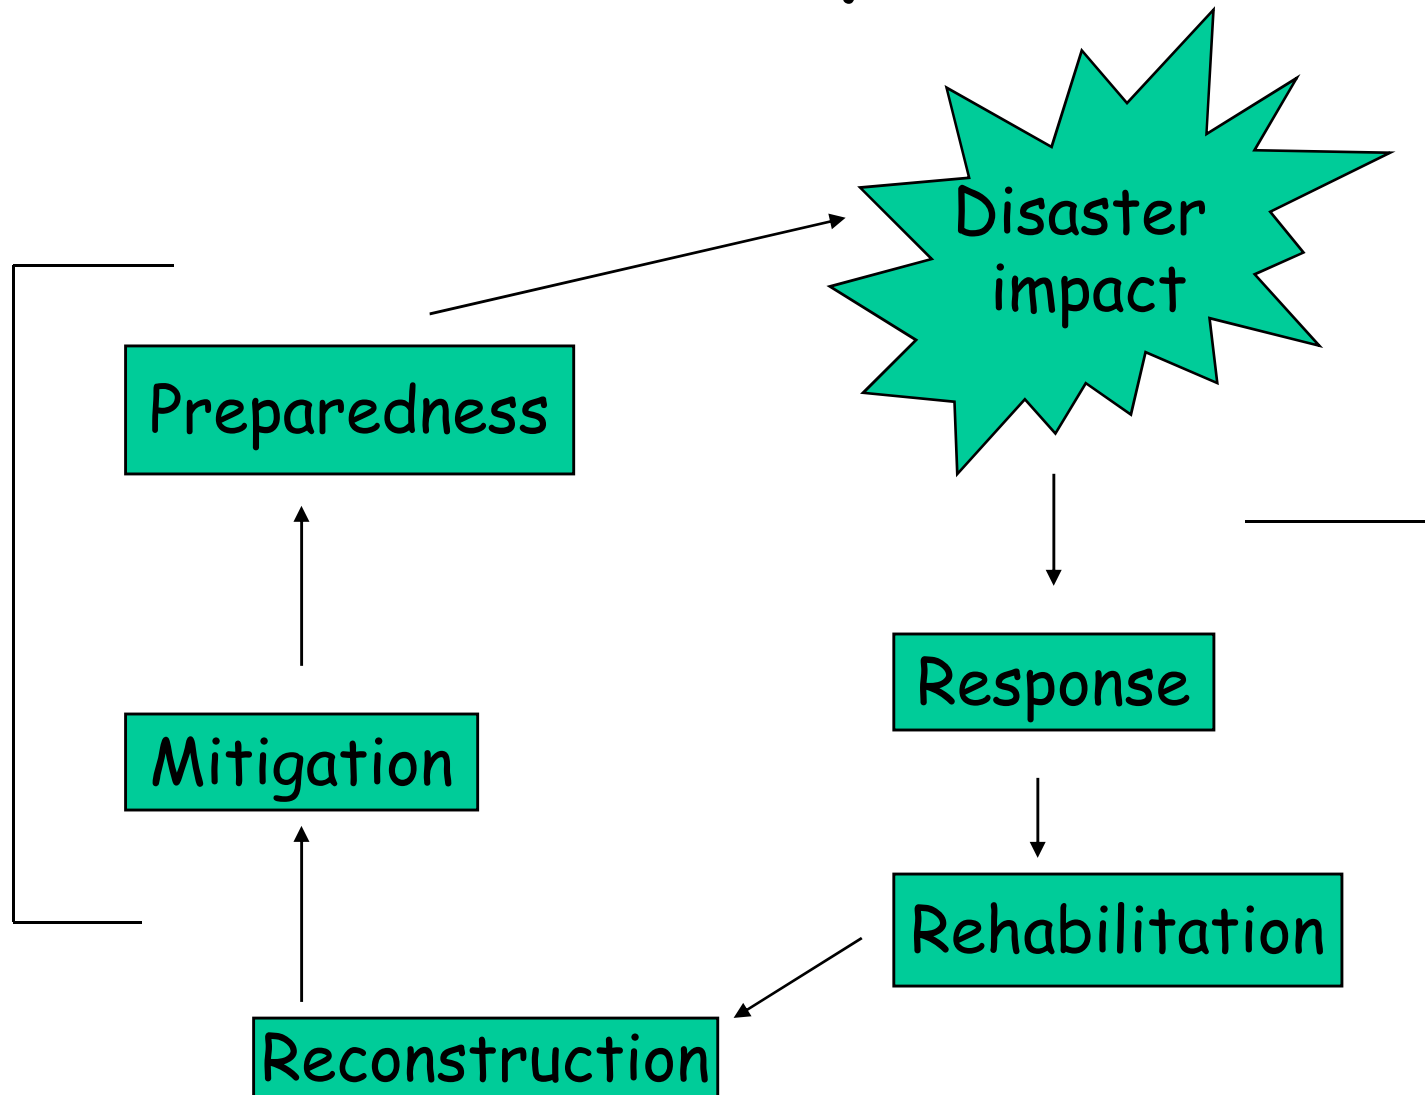 Disaster
impact
Preparedness
Response
Mitigation
Rehabilitation
Reconstruction